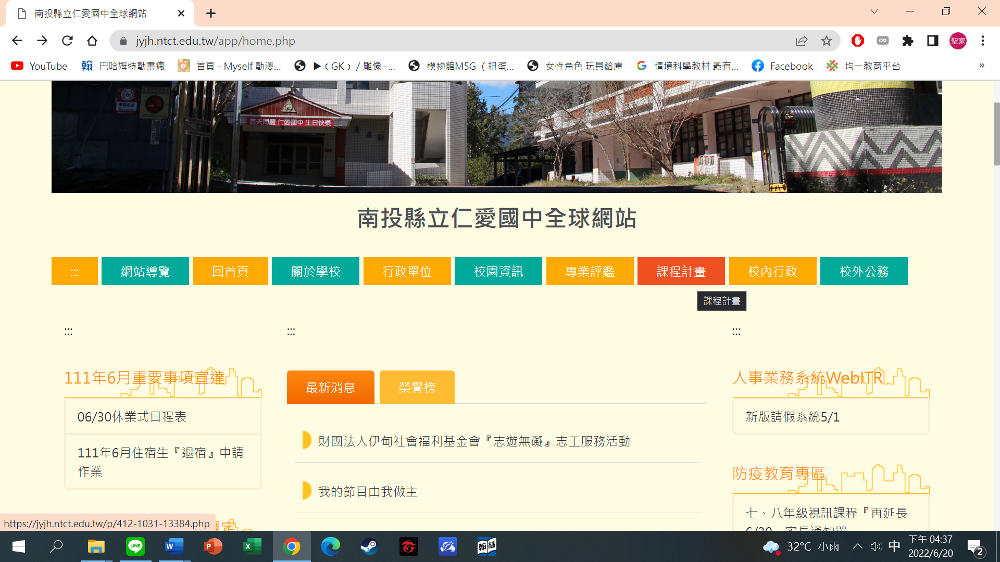 南投縣立仁愛國中全球網站
jyjh.ntct.edu.tw/app/home.php
聖家
YouTube
巴哈姆特動畫瘋
首頁 - Myself 動漫...
▶〔GK〕/ 雕像 -...
模物館M5G（扭蛋...
女性角色 玩具給庫
情境科學教材 最有...
Facebook
均一教育平台
»
普天同慶 仁愛國中 生日快樂
南投縣立仁愛國中全球網站
:::
網站導覽
回首頁
關於學校
行政單位
校園資訊
專業評鑑
課程計畫
校內行政
校外公務
課程計畫
:::
:::
:::
111年6月重要事項宣達
06/30休業式日程表
111年6月住宿生『退宿』申請
作業
最新消息
榮譽榜
財團法人伊甸社會福利基金會『志遊無礙』志工服務活動
我的節目由我做主
人事業務系統WebITR
新版請假系統5/1
防疫教育專區
七、八年級視訊課程『再延長
https://jyjh.ntct.edu.tw/p/412-1031-13384.php
LINE
翰林
32°C 小雨
中
下午 04:37
2022/6/20
2